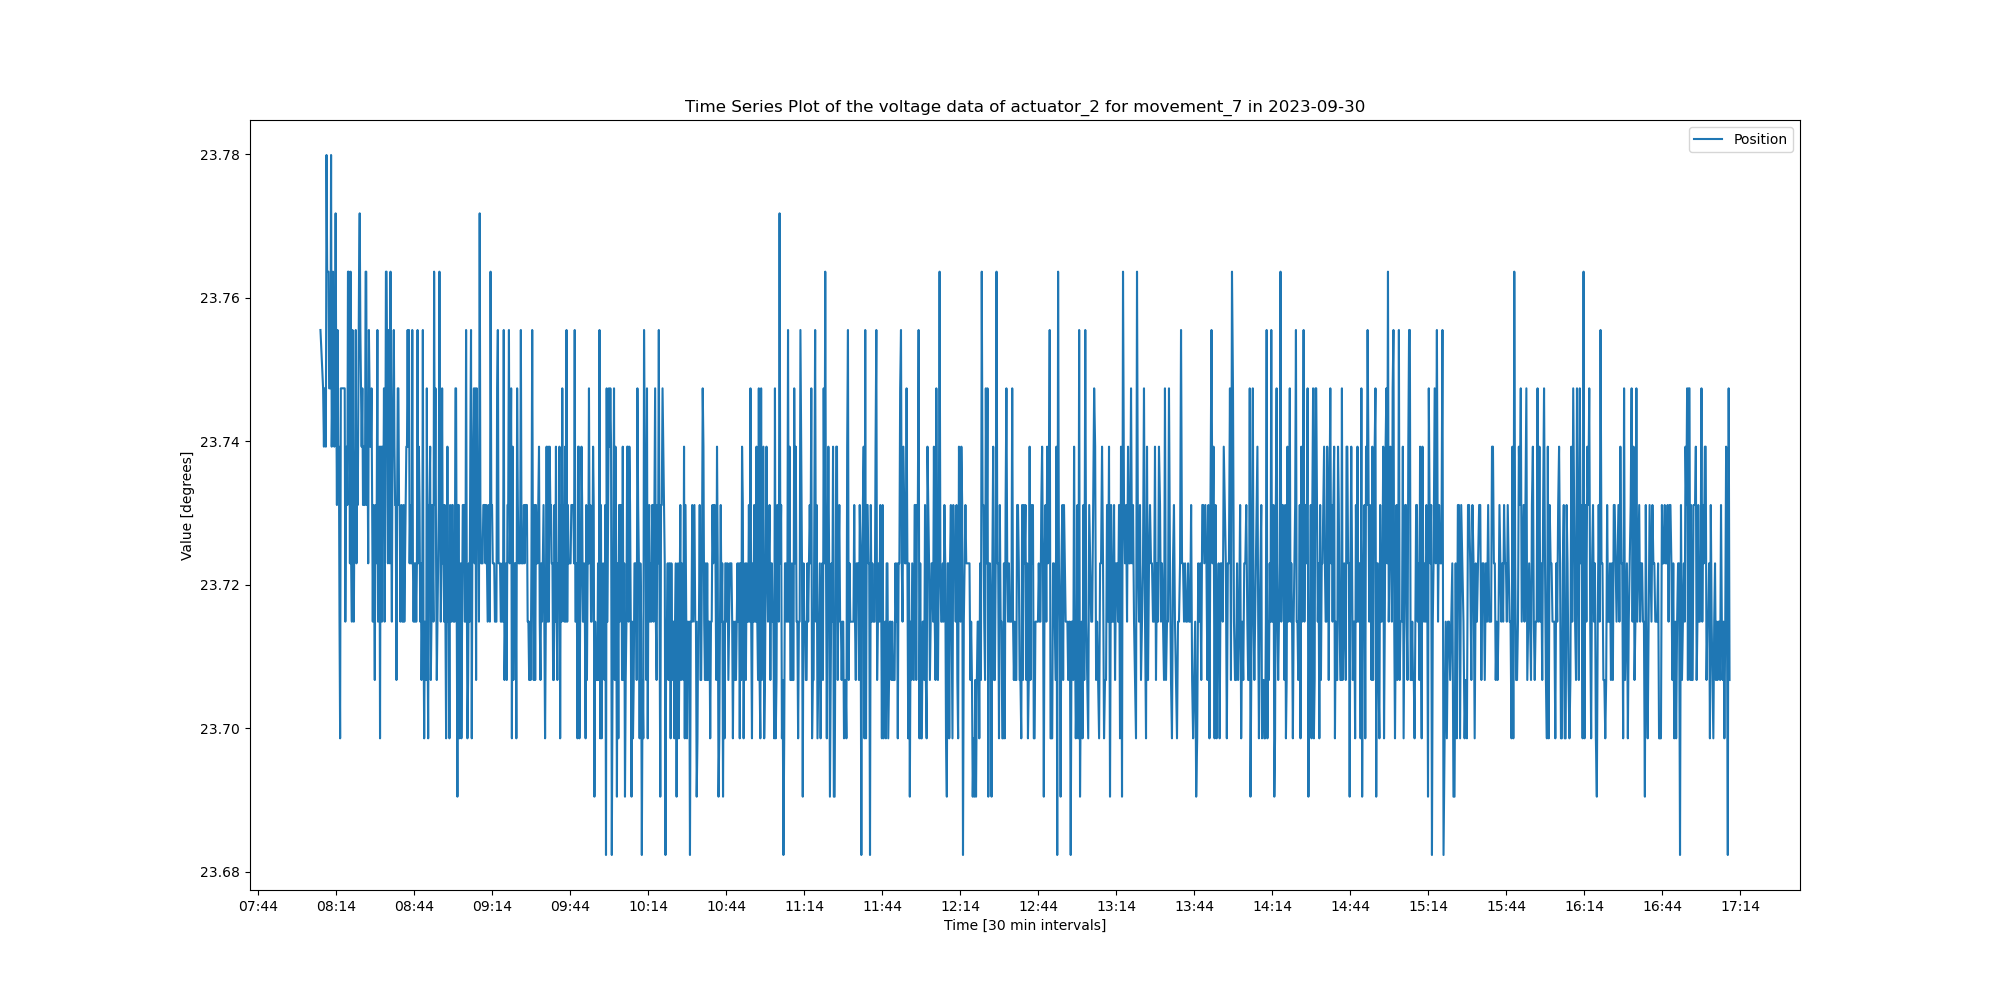 Time Series Plot of the voltage data of actuator_2 for movement_7 in 2023-09-30
Position
23.78
23.76
23.74
23.72
23.70
23.68
Value [degrees]
07:44 08:14 08:44 09:14 09:44 10:14 10:44 11:14 11:44 12:14 12:44 13:14 13:44 14:14 14:44 15:14 15:44 16:14 16:44 17:14
Time [30 min intervals]